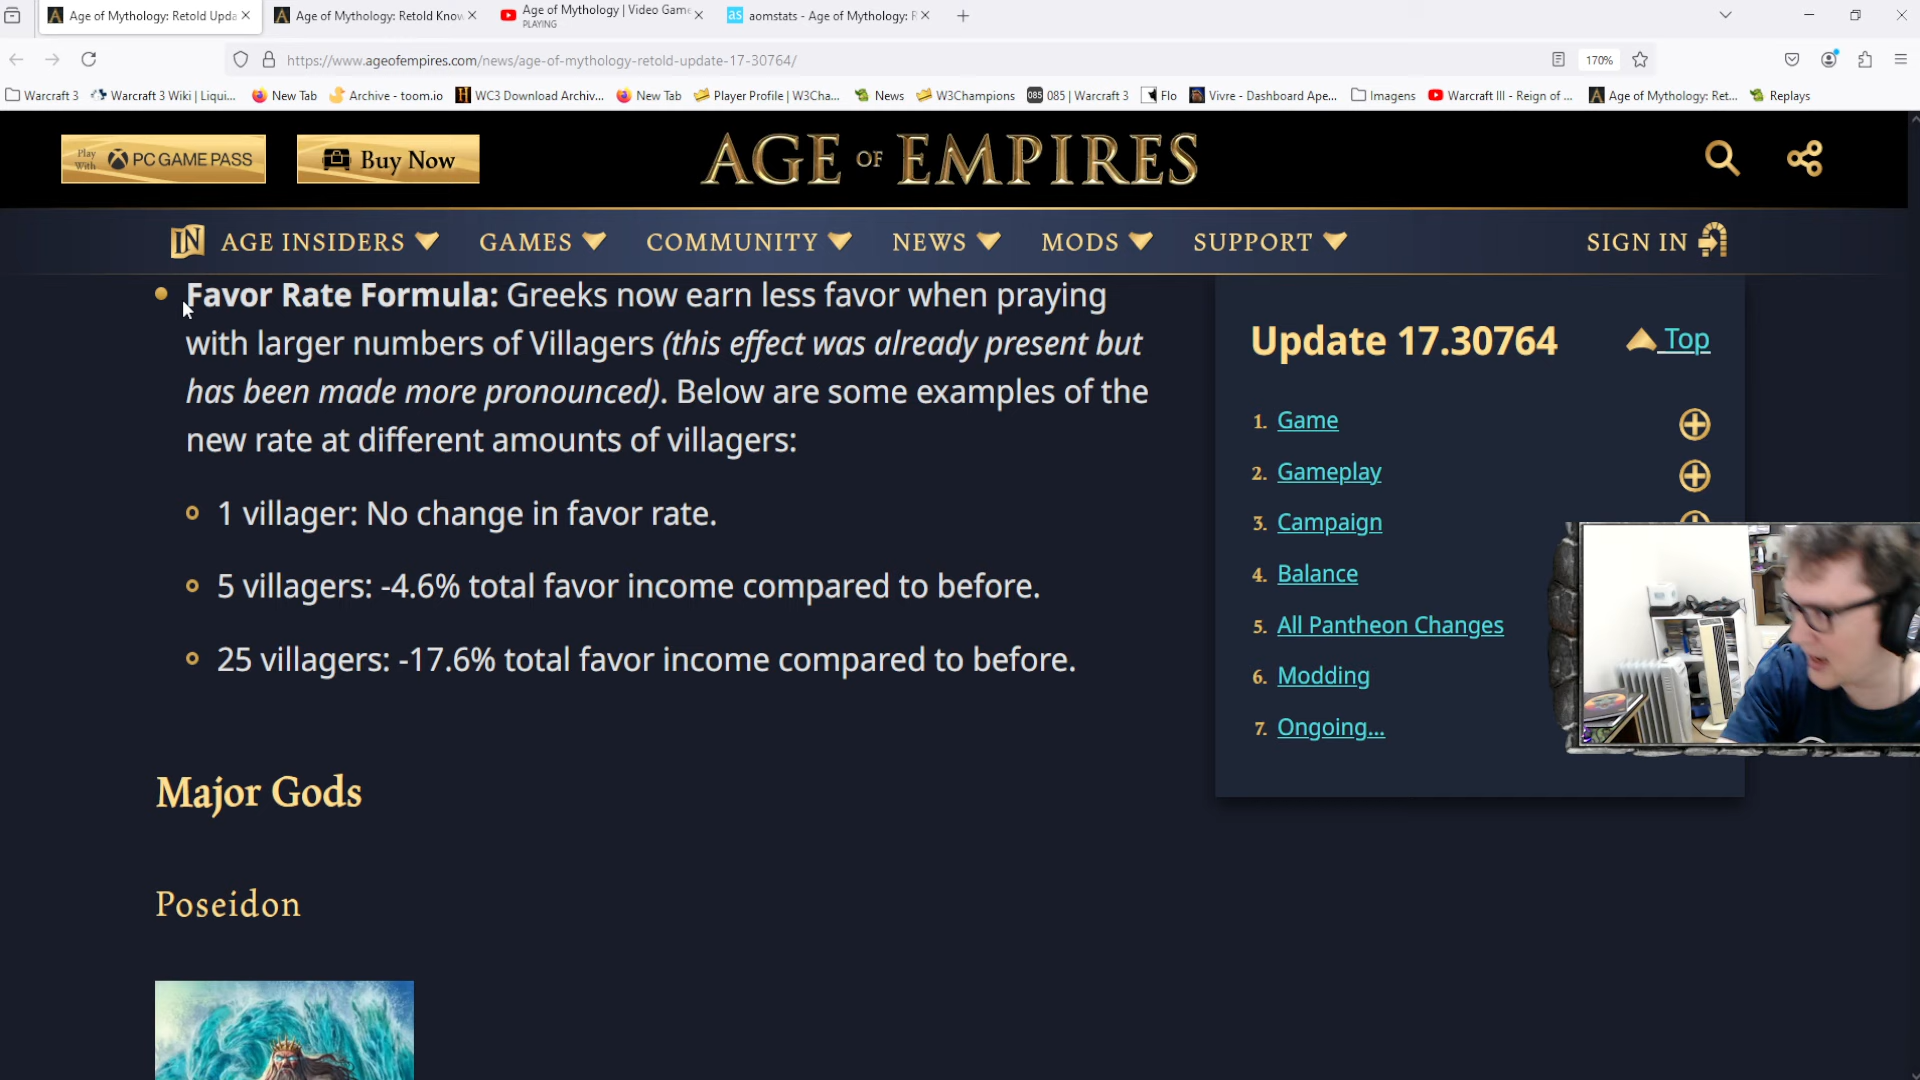 Age of Mythology: Retold Upda
Age of Mythology: Retold Know
Age of Mythology | Video Game
PLAYING
aomstats - Age of Mythology: R
https://www.ageofempires.com/news/age-of-mythology-retold-update-17-30764/
170%
Warcraft 3
Warcraft 3 Wiki | Liqui...
New Tab
Archive - toom.io
WC3 Download Archiv...
New Tab
Player Profile | W3Cha...
News
W3Champions
085 | Warcraft 3
Flo
Vivre - Dashboard Ape...
Imagens
Warcraft III - Reign of ...
Age of Mythology: Ret...
Replays
Play With PC GAME PASS
Buy Now
AGE OF EMPIRES
IN AGE INSIDERS
GAMES
COMMUNITY
NEWS
MODS
SUPPORT
SIGN IN
Favor Rate Formula: Greeks now earn less favor when praying
with larger numbers of Villagers (this effect was already present but
has been made more pronounced). Below are some examples of the
new rate at different amounts of villagers:
1 villager: No change in favor rate.
5 villagers: -4.6% total favor income compared to before.
25 villagers: -17.6% total favor income compared to before.
Major Gods
Poseidon
Update 17.30764
Top
1. Game
2. Gameplay
3. Campaign
4. Balance
5. All Pantheon Changes
6. Modding
7. Ongoing...